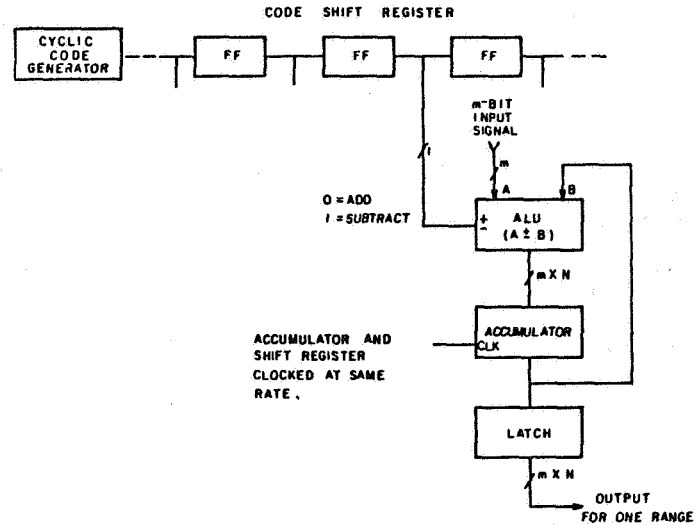 CODE SHIFT REGISTER
CYCLIC
CODE
GENERATOR
FF
FF
FF
m-BIT
INPUT
SIGNAL
1
m
A
B
0 = ADD
1 = SUBTRACT
+
-
ALU
(A ± B)
m X N
ACCUMULATOR
CLK
ACCUMULATOR AND
SHIFT REGISTER
CLOCKED AT SAME
RATE.
LATCH
m X N
OUTPUT
FOR ONE RANGE